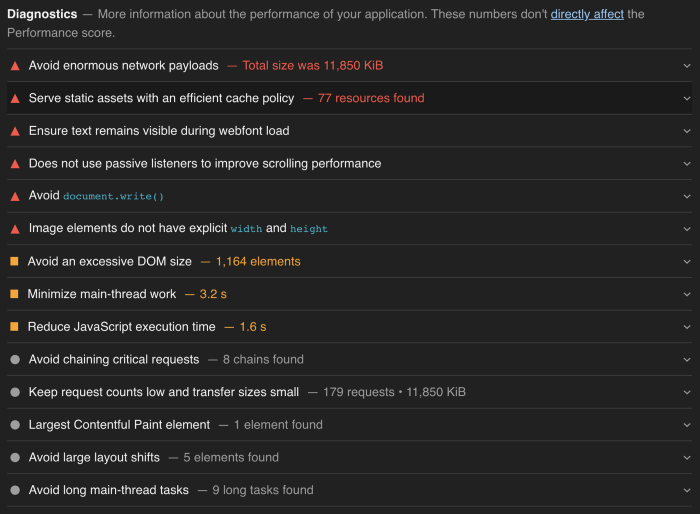 Diagnostics — More information about the performance of your application. These numbers don't directly affect the
Performance score.
Avoid enormous network payloads — Total size was 11,850 KiB
Serve static assets with an efficient cache policy — 77 resources found
Ensure text remains visible during webfont load
Does not use passive listeners to improve scrolling performance
Avoid document.write()
Image elements do not have explicit width and height
Avoid an excessive DOM size — 1,164 elements
Minimize main-thread work — 3.2 s
Reduce JavaScript execution time — 1.6 s
Avoid chaining critical requests — 8 chains found
Keep request counts low and transfer sizes small — 179 requests • 11,850 KiB
Largest Contentful Paint element — 1 element found
Avoid large layout shifts — 5 elements found
Avoid long main-thread tasks — 9 long tasks found